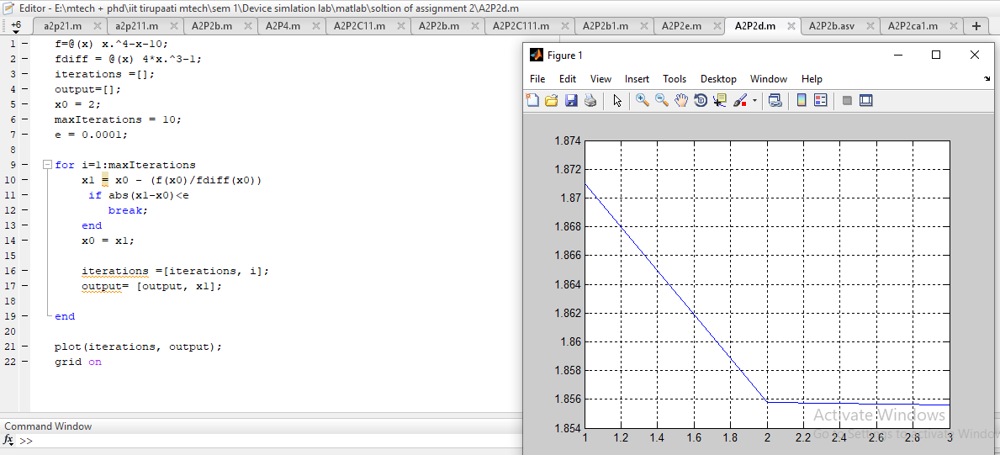 Editor - E:\mtech + phd\iit tirupaati mtech\sem 1\Device simlation lab\matlab\soltion of assignment 2\A2P2d.m
+6 a2p21.m a2p211.m A2P2b.m A2P4.m A2P2C11.m A2P2b.m A2P2C111.m A2P2b1.m A2P2e.m A2P2d.m A2P2b.asv A2P2ca1.m +
1 f=@(x) x.^4-x-10;
2 fdiff = @(x) 4*x.^3-1;
3 iterations =[];
4 output=[];
5 x0 = 2;
6 maxIterations = 10;
7 e = 0.0001;
8
9 for i=1:maxIterations
10 x1 = x0 - (f(x0)/fdiff(x0))
11 if abs(x1-x0)<e
12 break;
13 end
14 x0 = x1;
15
16 iterations =[iterations, i];
17 output= [output, x1];
18
19 end
20
21 plot(iterations, output);
22 grid on
Command Window
fx >>
Figure 1
File Edit View Insert Tools Desktop Window Help
1.874
1.872
1.87
1.868
1.866
1.864
1.862
1.86
1.858
1.856
1.854
1 1.2 1.4 1.6 1.8 2 2.2 2.4 2.6 2.8 3
Activate Windows
Go to Settings to activate Windo